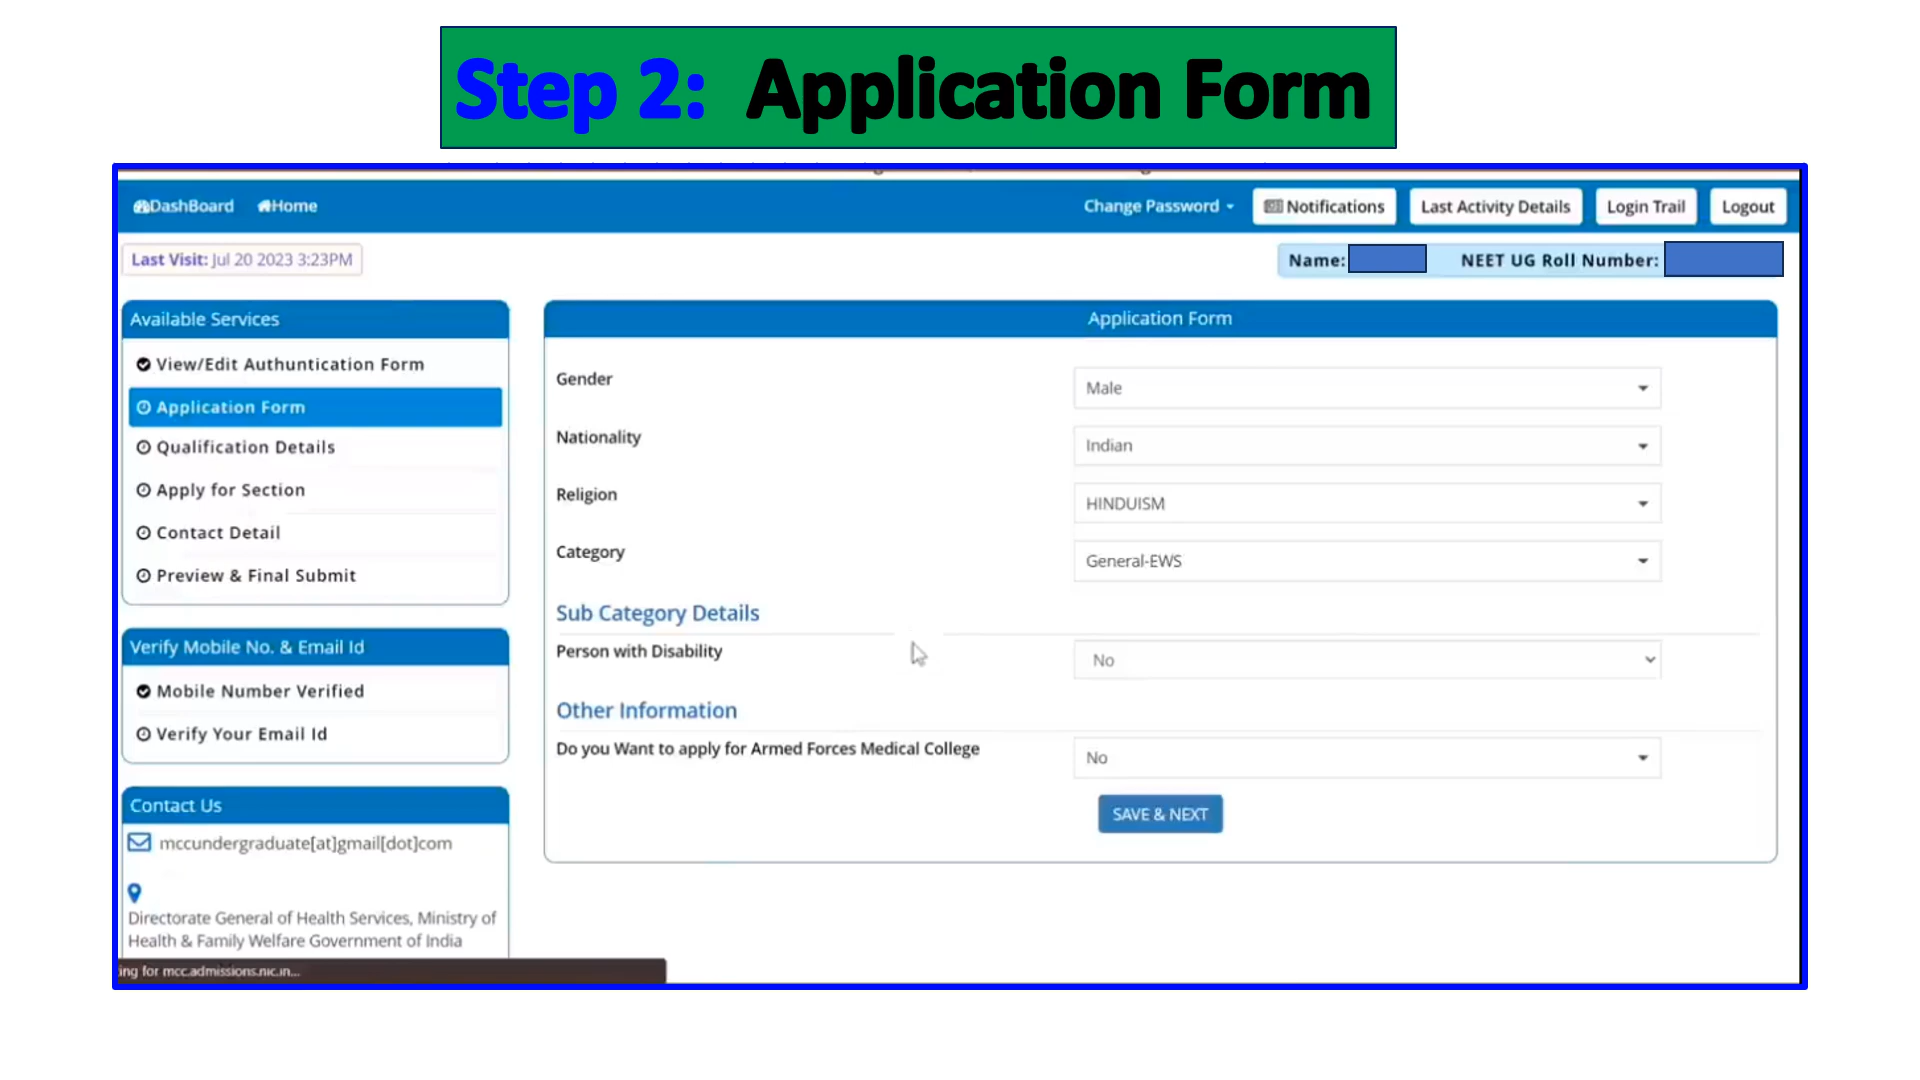 Step 2: Application Form
DashBoard Home Change Password Notifications Last Activity Details Login Trail Logout
Last Visit: Jul 20 2023 3:23PM
Name: NEET UG Roll Number:
Available Services
View/Edit Authuntication Form
Application Form
Qualification Details
Apply for Section
Contact Detail
Preview & Final Submit
Verify Mobile No. & Email Id
Mobile Number Verified
Verify Your Email Id
Contact Us
mccundergraduate[at]gmail[dot]com
Directorate General of Health Services, Ministry of
Health & Family Welfare Government of India
ing for mcc.admissions.nic.in...
Application Form
Gender Male
Nationality Indian
Religion HINDUISM
Category General-EWS
Sub Category Details
Person with Disability No
Other Information
Do you Want to apply for Armed Forces Medical College No
SAVE & NEXT